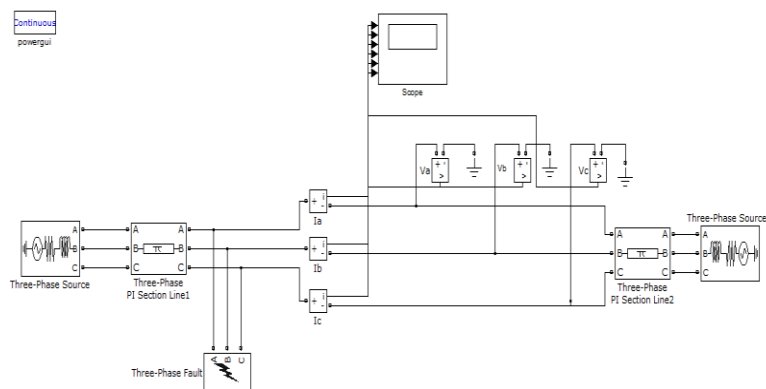 Continuous
powergui
Scope
Va
+
-
v
Vb
+
-
v
Vc
+
-
v
+
i
-
Ia
+
i
-
Ib
+
i
-
Ic
A
B
C
Three-Phase Source
A
B
C
A
B
C
Three-Phase
PI Section Line1
A
B
C
Three-Phase Fault
A
B
C
A
B
C
Three-Phase
PI Section Line2
Three-Phase Source
A
B
C